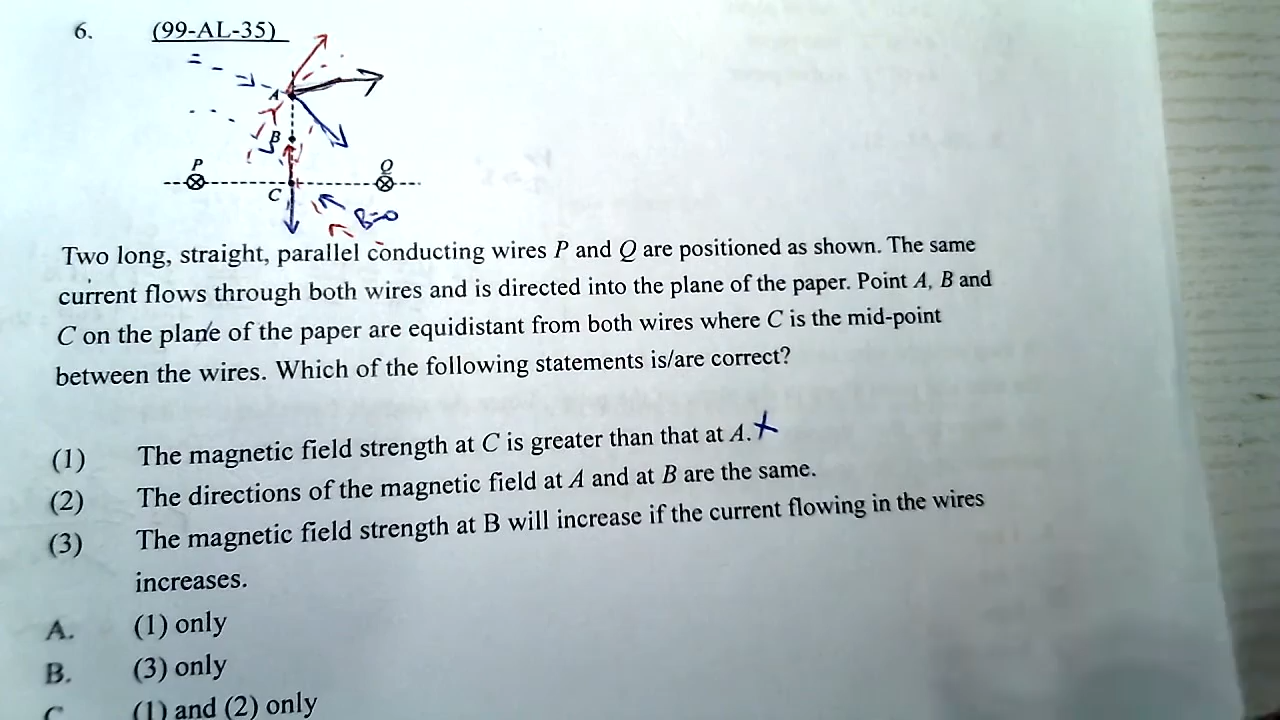 6. (99-AL-35)
A
B
P
Q
C
B=0
Two long, straight, parallel conducting wires P and Q are positioned as shown. The same
current flows through both wires and is directed into the plane of the paper. Point A, B and
C on the plane of the paper are equidistant from both wires where C is the mid-point
between the wires. Which of the following statements is/are correct?
(1) The magnetic field strength at C is greater than that at A. ×
(2) The directions of the magnetic field at A and at B are the same.
(3) The magnetic field strength at B will increase if the current flowing in the wires
increases.
A. (1) only
B. (3) only
C (1) and (2) only